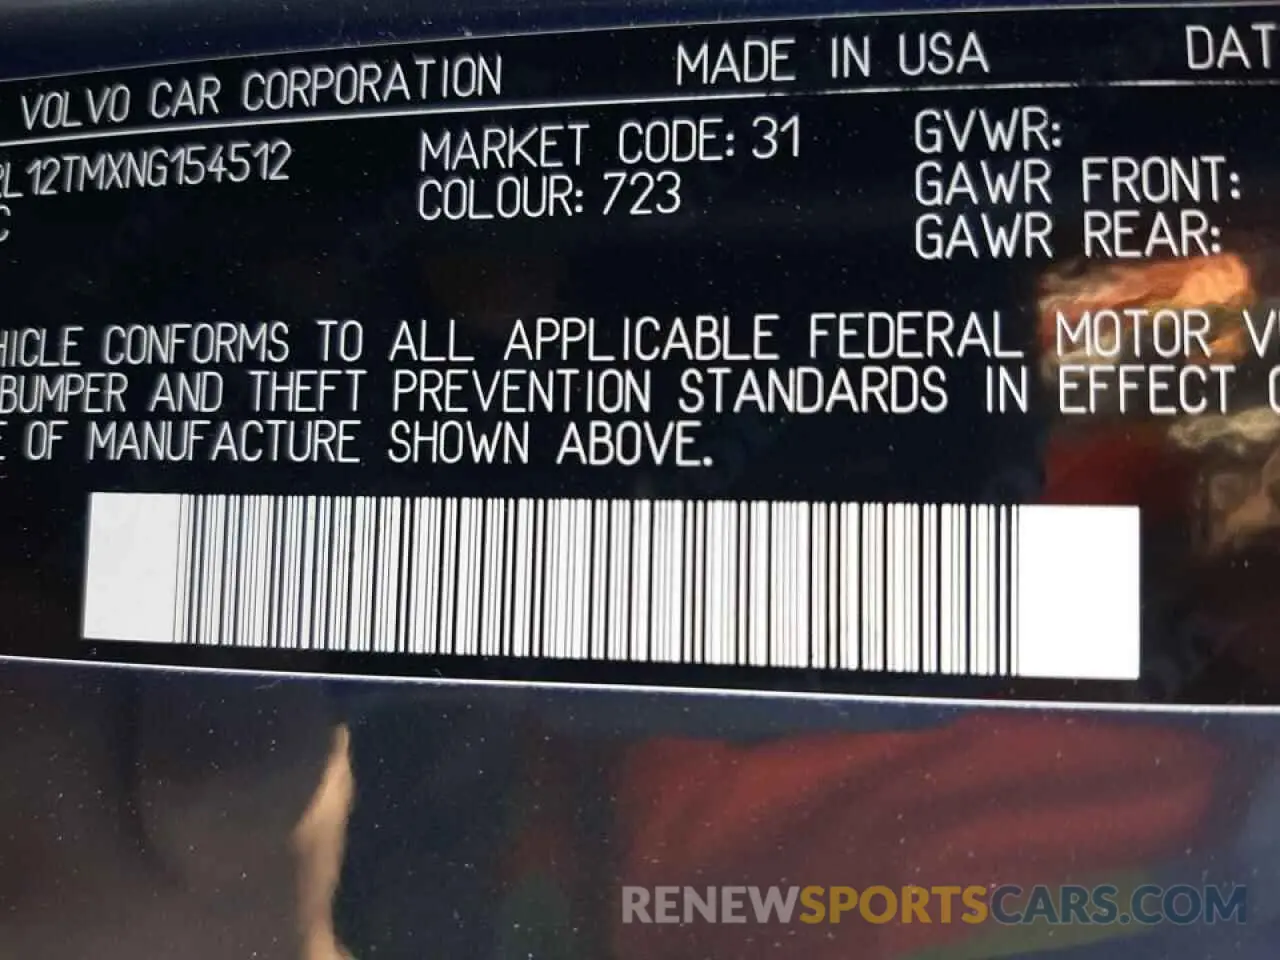 VOLVO CAR CORPORATION MADE IN USA DAT
L12TMXNG154512 MARKET CODE: 31 GVWR:
C COLOUR: 723 GAWR FRONT:
GAWR REAR:
HICLE CONFORMS TO ALL APPLICABLE FEDERAL MOTOR V
BUMPER AND THEFT PREVENTION STANDARDS IN EFFECT O
E OF MANUFACTURE SHOWN ABOVE.
RENEWSPORTSCARS.COM